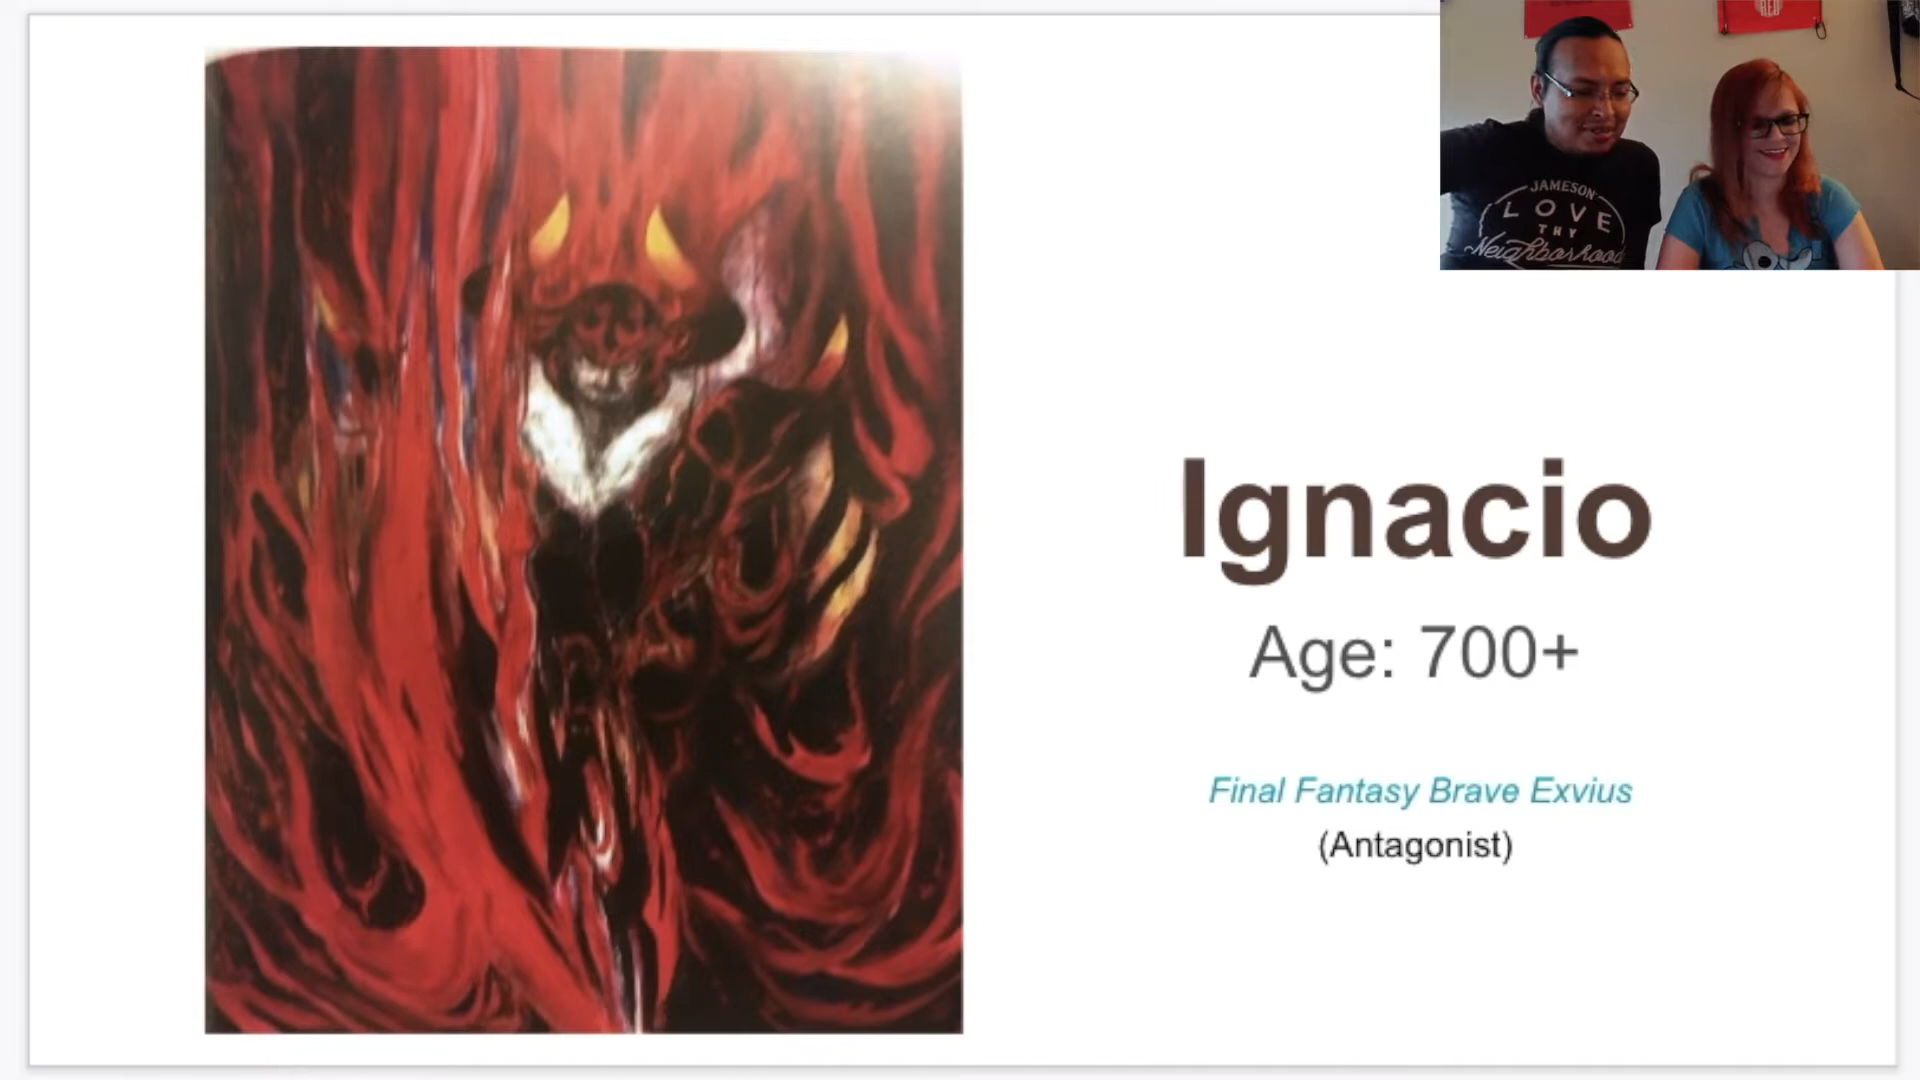 JAMESON
LOVE
THY
Neighborhood
Ignacio
Age: 700+
Final Fantasy Brave Exvius
(Antagonist)